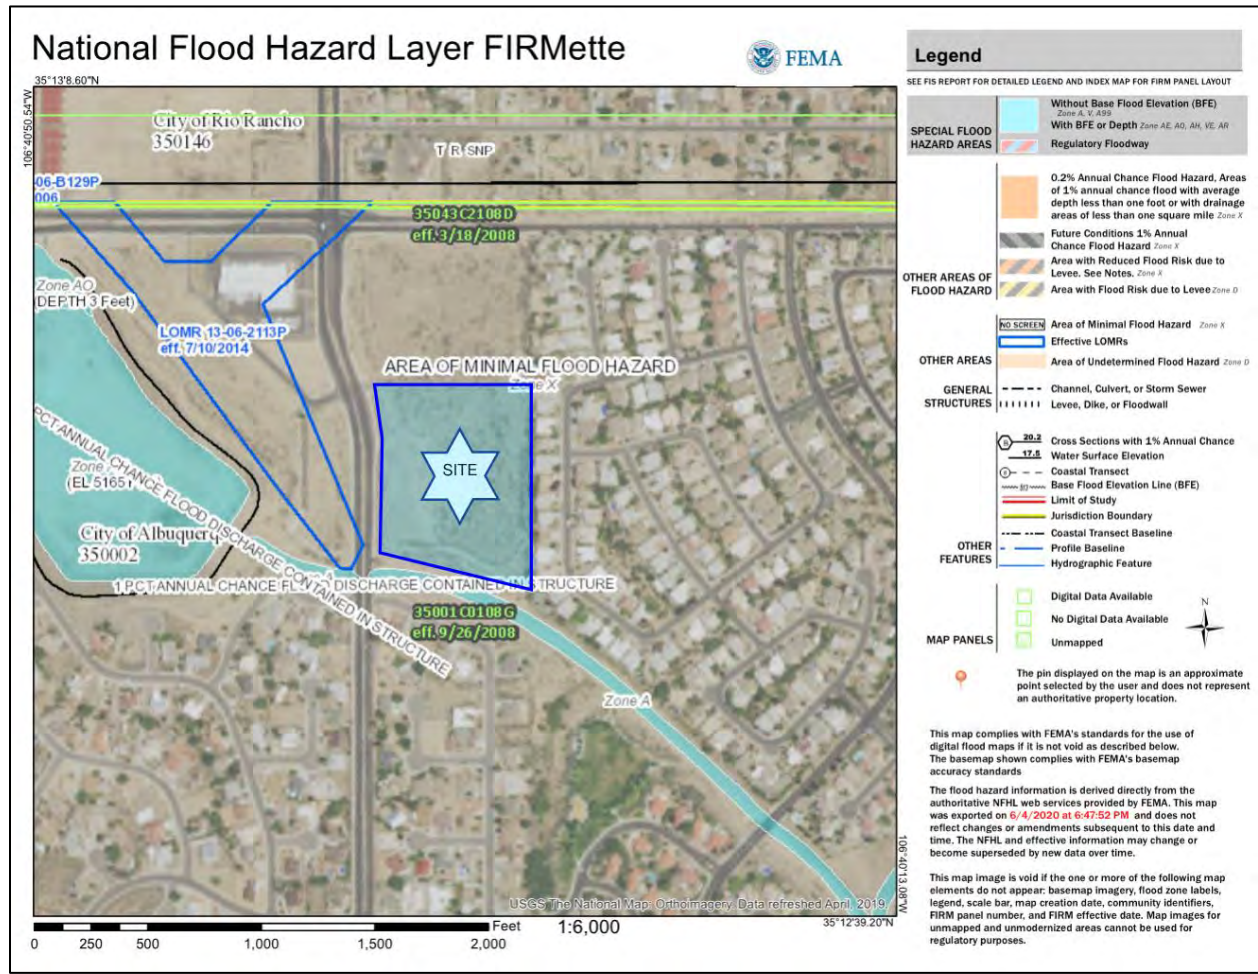 National Flood Hazard Layer FIRMette
FEMA
35°13'8.60"N
106°40'50.54"W
City of Rio Rancho
350146
T R SNP
06-B129P
006
35043C2108D
eff. 3/18/2008
Zone AO
(DEPTH 3 Feet)
LOMR 13-06-2113P
eff. 7/10/2014
AREA OF MINIMAL FLOOD HAZARD
Zone X
SITE
PCT ANNUAL CHANCE FLOOD DISCHARGE CONTAINED IN STRUCTURE
Zone
(EL 5165
City of Albuquerq
350002
1 PCT ANNUAL CHANCE FL DISCHARGE CONTAINED IN STRUCTURE
35001C0108G
eff. 9/26/2008
Zone A
106°40'13.08"W
USGS The National Map: Orthoimagery. Data refreshed April, 2019
35°12'39.20"N
Feet
1:6,000
0 250 500 1,000 1,500 2,000
Legend
SEE FIS REPORT FOR DETAILED LEGEND AND INDEX MAP FOR FIRM PANEL LAYOUT
SPECIAL FLOOD
HAZARD AREAS
Without Base Flood Elevation (BFE)
Zone A, V, A99
With BFE or Depth Zone AE, AO, AH, VE, AR
Regulatory Floodway
0.2% Annual Chance Flood Hazard, Areas
of 1% annual chance flood with average
depth less than one foot or with drainage
areas of less than one square mile Zone X
Future Conditions 1% Annual
Chance Flood Hazard Zone X
Area with Reduced Flood Risk due to
Levee. See Notes. Zone X
Area with Flood Risk due to Levee Zone D
OTHER AREAS OF
FLOOD HAZARD
NO SCREEN Area of Minimal Flood Hazard Zone X
Effective LOMRs
Area of Undetermined Flood Hazard Zone D
OTHER AREAS
GENERAL
STRUCTURES
Channel, Culvert, or Storm Sewer
Levee, Dike, or Floodwall
20.2 Cross Sections with 1% Annual Chance
17.5 Water Surface Elevation
Coastal Transect
Base Flood Elevation Line (BFE)
Limit of Study
Jurisdiction Boundary
Coastal Transect Baseline
Profile Baseline
Hydrographic Feature
OTHER
FEATURES
Digital Data Available
No Digital Data Available
Unmapped
MAP PANELS
N
The pin displayed on the map is an approximate
point selected by the user and does not represent
an authoritative property location.
This map complies with FEMA's standards for the use of
digital flood maps if it is not void as described below.
The basemap shown complies with FEMA's basemap
accuracy standards
The flood hazard information is derived directly from the
authoritative NFHL web services provided by FEMA. This map
was exported on 6/4/2020 at 6:47:52 PM and does not
reflect changes or amendments subsequent to this date and
time. The NFHL and effective information may change or
become superseded by new data over time.
This map image is void if the one or more of the following map
elements do not appear: basemap imagery, flood zone labels,
legend, scale bar, map creation date, community identifiers,
FIRM panel number, and FIRM effective date. Map images for
unmapped and unmodernized areas cannot be used for
regulatory purposes.